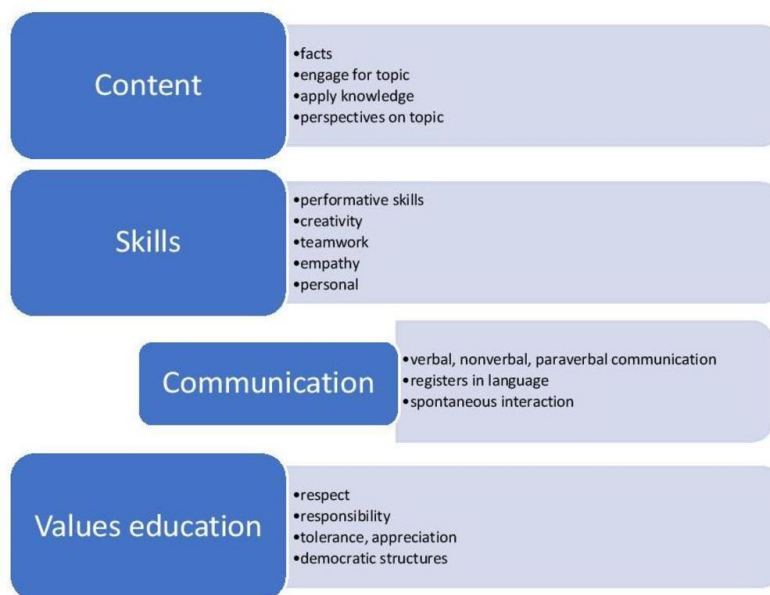 Content
•facts
•engage for topic
•apply knowledge
•perspectives on topic
Skills
•performative skills
•creativity
•teamwork
•empathy
•personal
Communication
•verbal, nonverbal, paraverbal communication
•registers in language
•spontaneous interaction
Values education
•respect
•responsibility
•tolerance, appreciation
•democratic structures